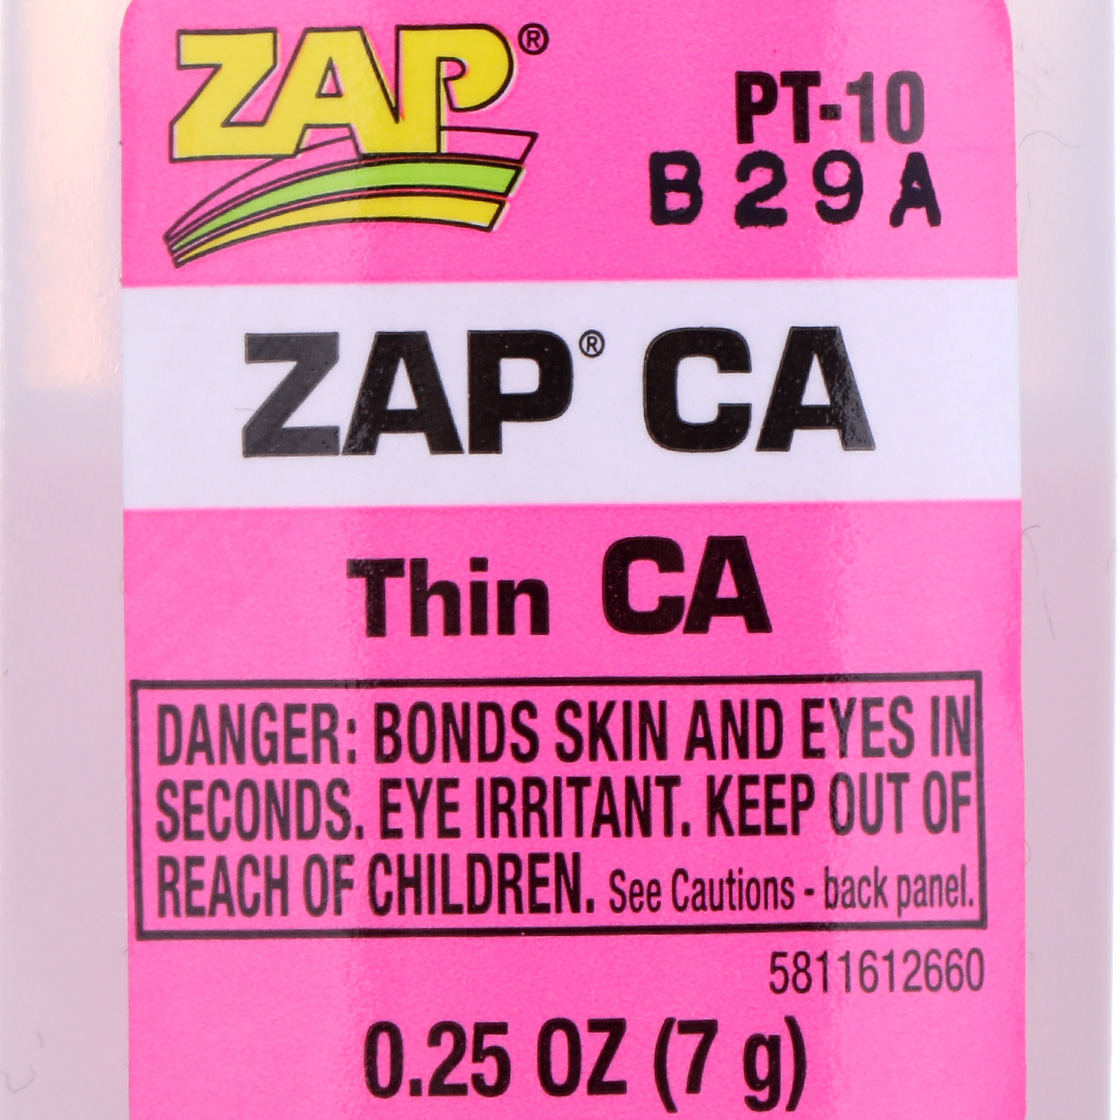 ZAP®
PT-10
B29A
ZAP® CA
Thin CA
DANGER: BONDS SKIN AND EYES IN
SECONDS. EYE IRRITANT. KEEP OUT OF
REACH OF CHILDREN. See Cautions - back panel.
5811612660
0.25 OZ (7 g)